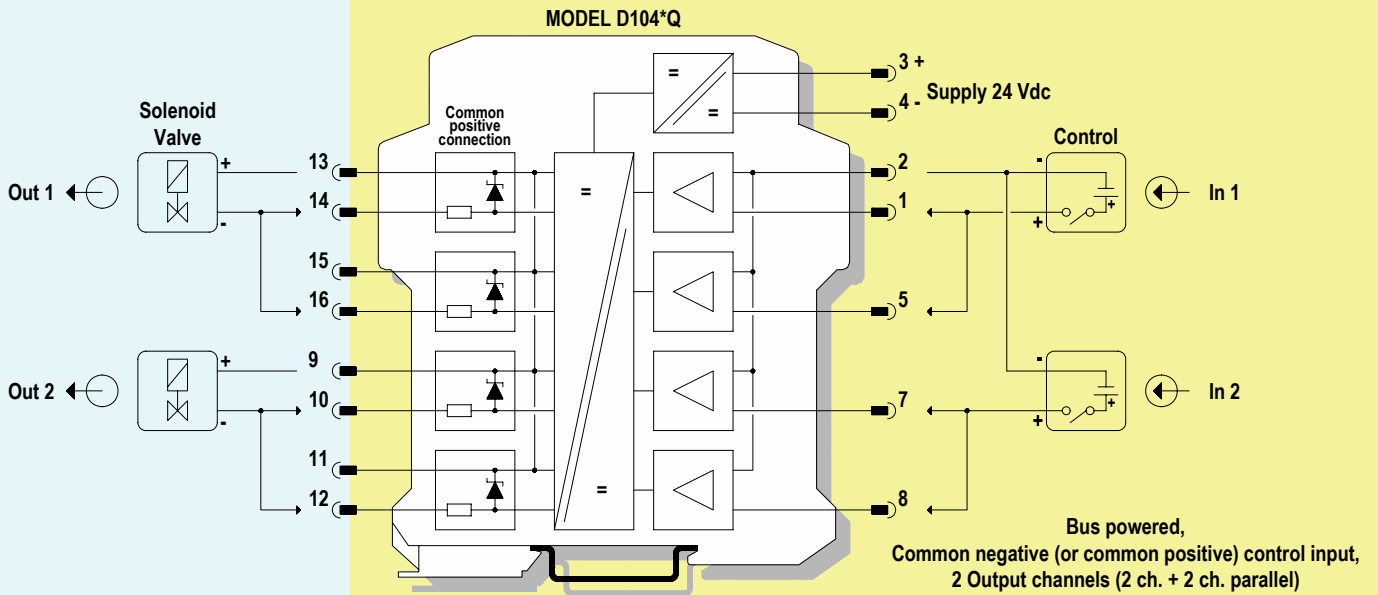 MODEL D104*Q
3 +
4 -
Supply 24 Vdc
Solenoid
Valve
Common
positive
connection
Control
=
=
+
13
2
-
Out 1
14
1
In 1
-
+
+
=
15
16
5
+
9
-
Out 2
10
7
In 2
-
+
+
11
=
12
8
Bus powered,
Common negative (or common positive) control input,
2 Output channels (2 ch. + 2 ch. parallel)